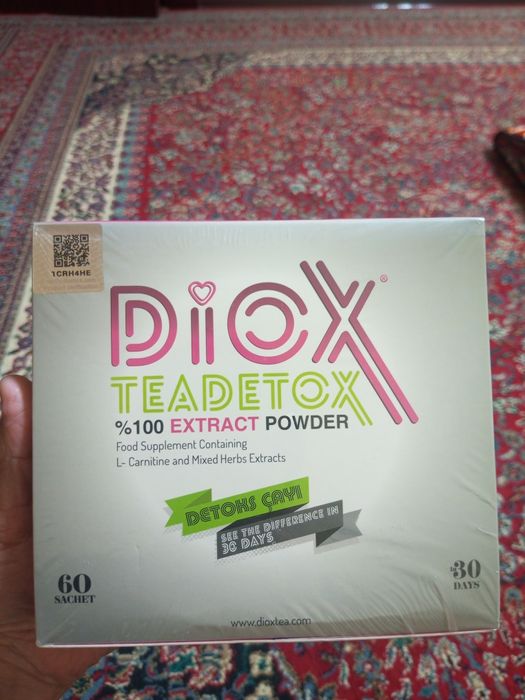 1CRH4HE
DiOX®
TEADETOX
%100 EXTRACT POWDER
Food Supplement Containing
L- Carnitine and Mixed Herbs Extracts
DETOKS ÇAYI
SEE THE DIFFERENCE IN
30 DAYS
60
SACHET
30
DAYS
www.dioxtea.com